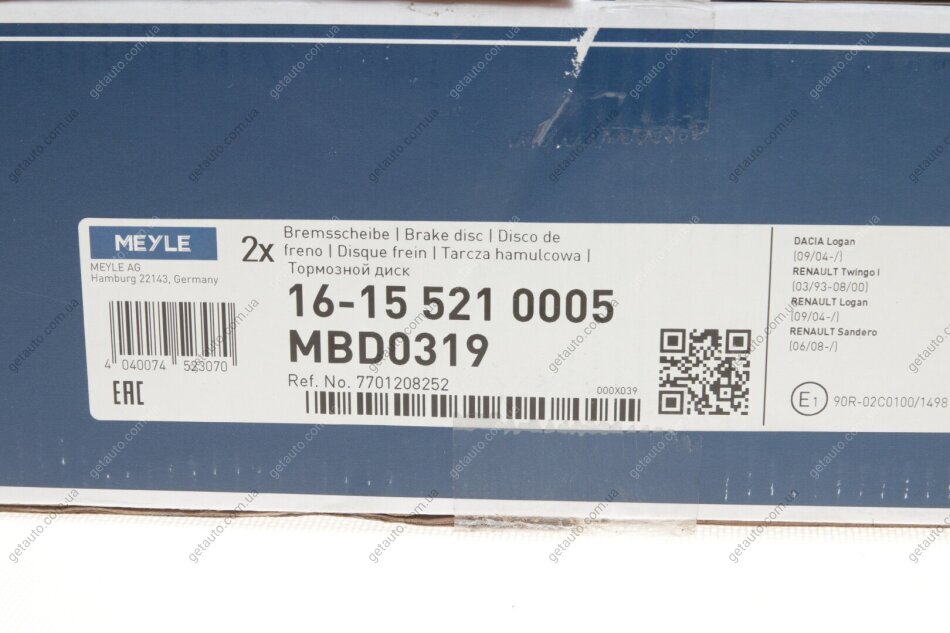 MEYLE
MEYLE AG
Hamburg 22143, Germany
4 040074 523070
EAC
2x
Bremsscheibe | Brake disc | Disco de
freno | Disque frein | Tarcza hamulcowa |
Тормозной диск
16-15 521 0005
MBD0319
Ref. No. 7701208252
000X039
DACIA Logan
(09/04-/)
RENAULT Twingo I
(03/93-08/00)
RENAULT Logan
(09/04-/)
RENAULT Sandero
(06/08-/)
E1 90R-02C0100/1498
getauto.com.ua